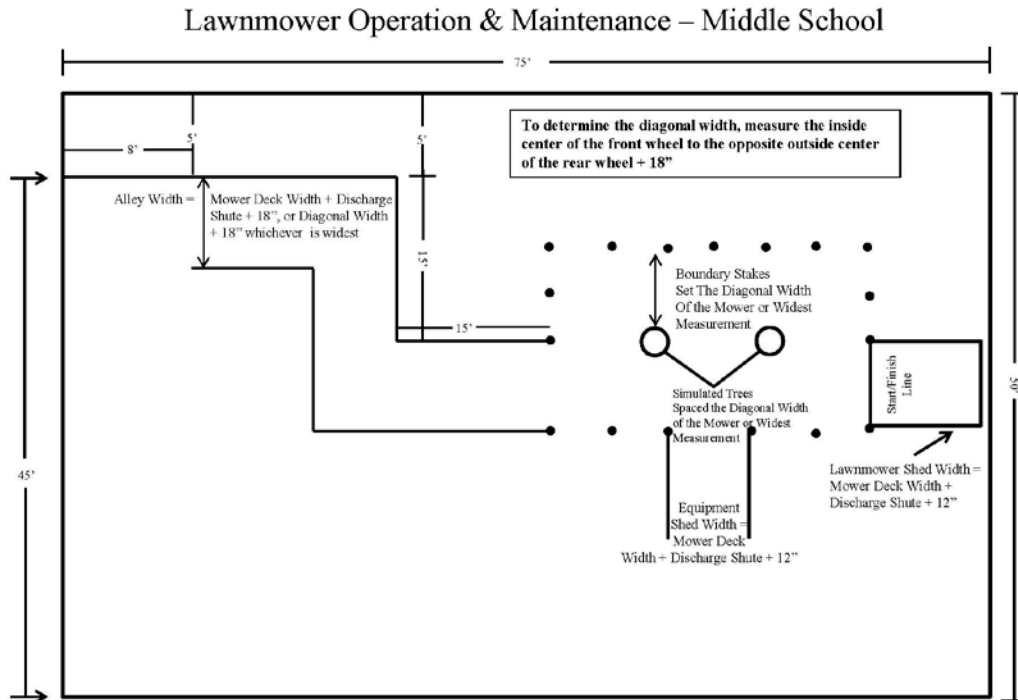 Lawnmower Operation & Maintenance – Middle School
75’
To determine the diagonal width, measure the inside
center of the front wheel to the opposite outside center
of the rear wheel + 18”
5’
5’
8’
Alley Width =
Mower Deck Width + Discharge
Shute + 18”, or Diagonal Width
+ 18” whichever is widest
15’
15’
Boundary Stakes
Set The Diagonal Width
Of the Mower or Widest
Measurement
Start/Finish
Line
50’
Simulated Trees
Spaced the Diagonal Width
of the Mower or Widest
Measurement
45’
Lawnmower Shed Width =
Mower Deck Width +
Discharge Shute + 12”
Equipment
Shed Width =
Mower Deck
Width + Discharge Shute + 12”